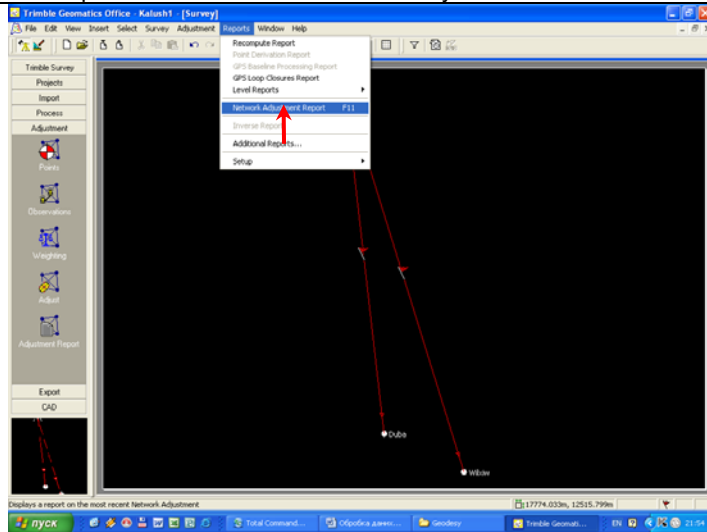 Trimble Geomatics Office - Kalush1 - [Survey]
File Edit View Insert Select Survey Adjustment Reports Window Help
Recompute Report
Point Derivation Report
GPS Baseline Processing Report
GPS Loop Closures Report
Level Reports
Network Adjustment Report F11
Inverse Report
Additional Reports...
Setup
Trimble Survey
Projects
Import
Process
Adjustment
Points
Observations
Weighting
Adjust
Adjustment Report
Export
CAD
Duba
Displays a report on the most recent Network Adjustment
17774.033m, 12515.799m
пуск
Total Command...
Обробка даних...
Geodesy
Trimble Geomati...
EN
21:54